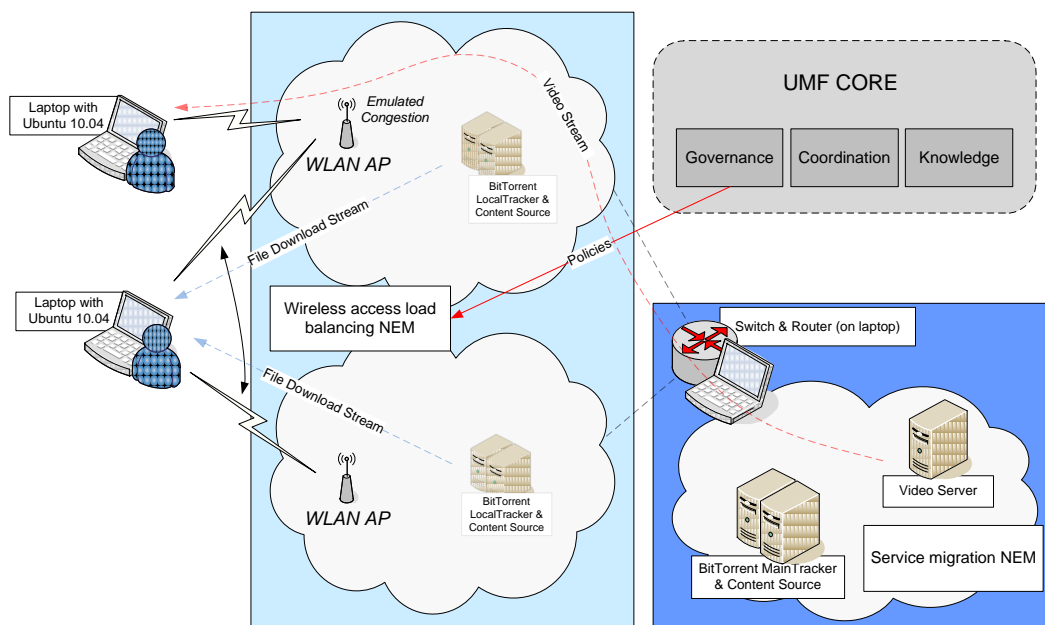 Laptop with
Ubuntu 10.04
Emulated
Congestion
WLAN AP
Video Stream
BitTorrent
LocalTracker &
Content Source
UMF CORE
Governance
Coordination
Knowledge
File Download Stream
Policies
Laptop with
Ubuntu 10.04
Wireless access load
balancing NEM
Switch & Router (on laptop)
File Download Stream
WLAN AP
BitTorrent
LocalTracker &
Content Source
Video Server
BitTorrent MainTracker
& Content Source
Service migration NEM